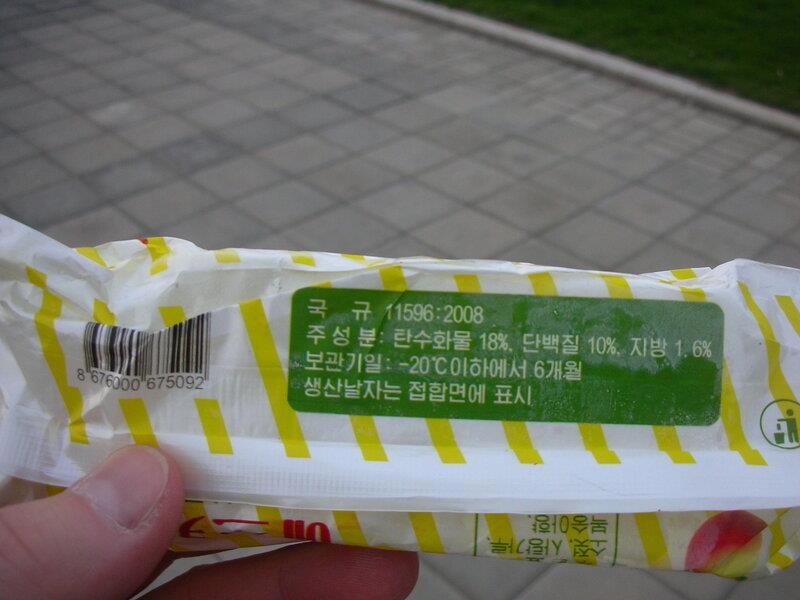 국 규 11596:2008
주성분: 탄수화물 18%, 단백질 10%, 지방 1.6%
보관기일: -20℃이하에서 6개월
생산날자는 접합면에 표시
8 676000 675092